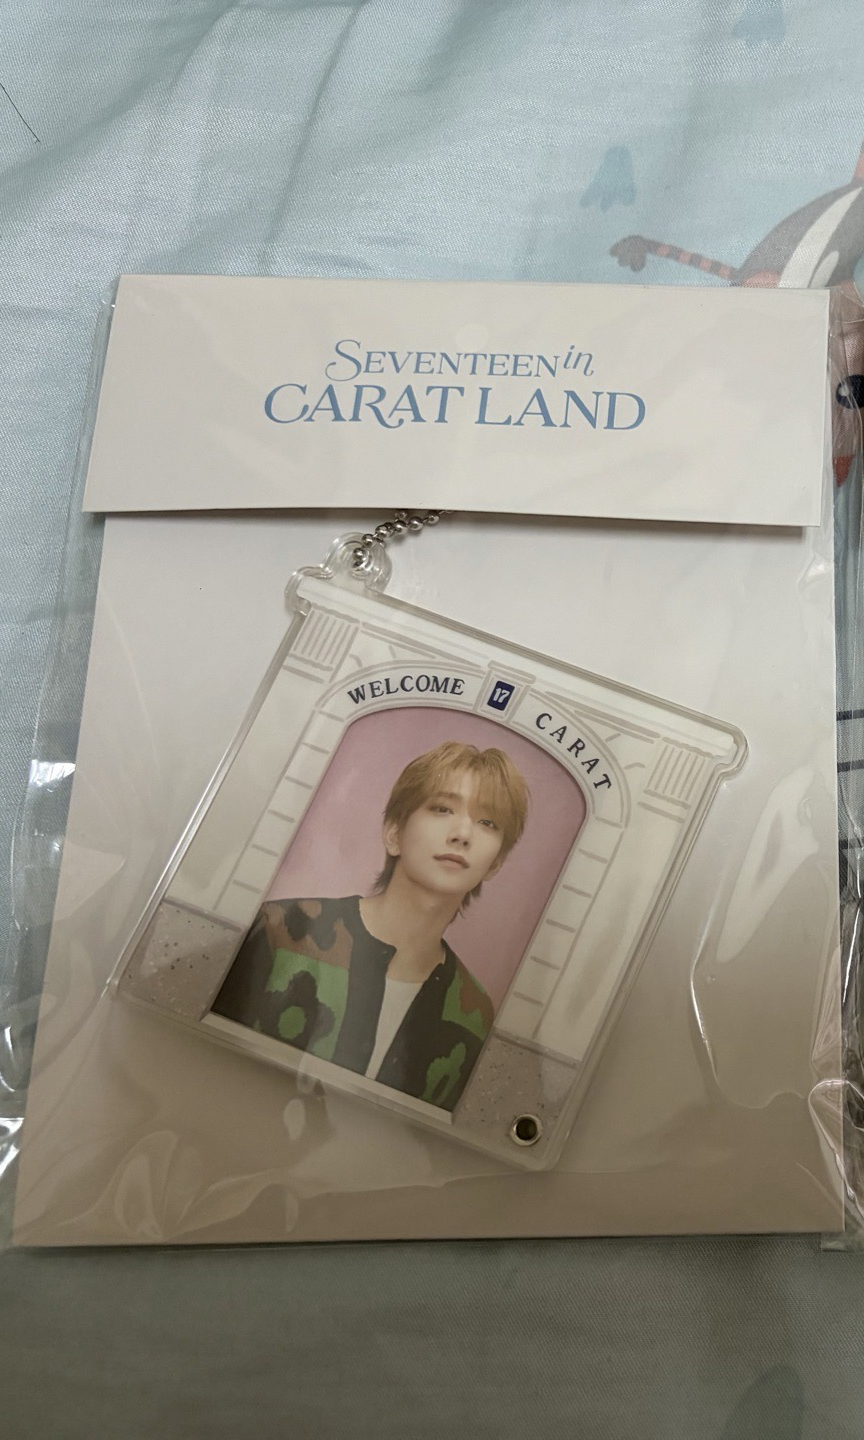 SEVENTEEN in
CARAT LAND
WELCOME 17 CARAT